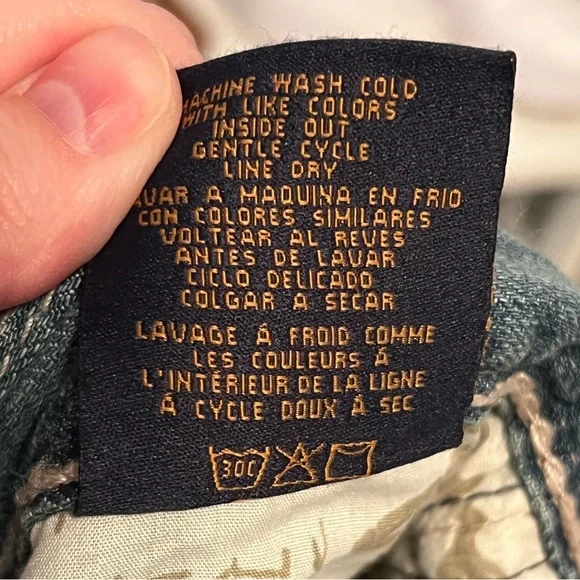 MACHINE WASH COLD
WITH LIKE COLORS
INSIDE OUT
GENTLE CYCLE
LINE DRY
LAVAR A MAQUINA EN FRIO
CON COLORES SIMILARES
VOLTEAR AL REVES
ANTES DE LAVAR
CICLO DELICADO
COLGAR A SECAR
LAVAGE Á FROID COMME
LES COULEURS Á
L'INTÉRIEUR DE LA LIGNE
Á CYCLE DOUX Á SEC
30C